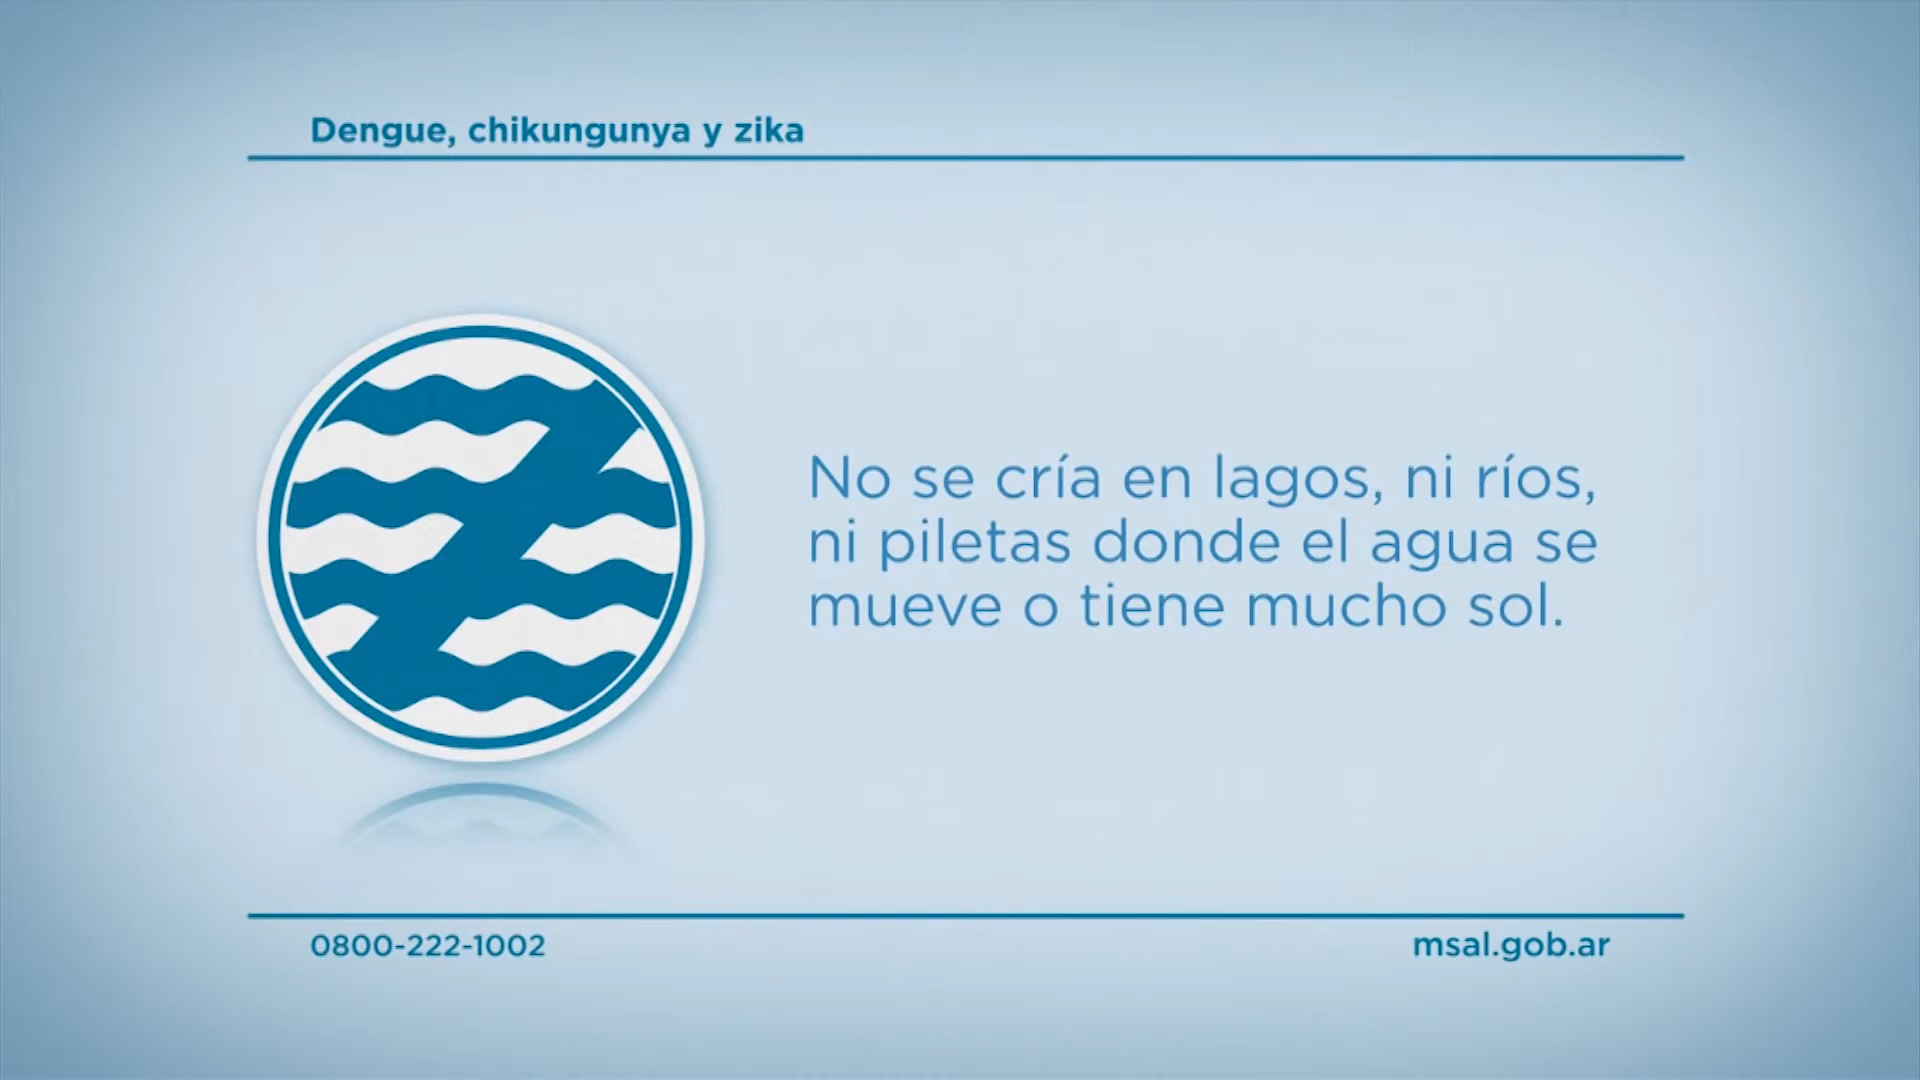 Dengue, chikungunya y zika
No se cría en lagos, ni ríos,
ni piletas donde el agua se
mueve o tiene mucho sol.
0800-222-1002
msal.gob.ar